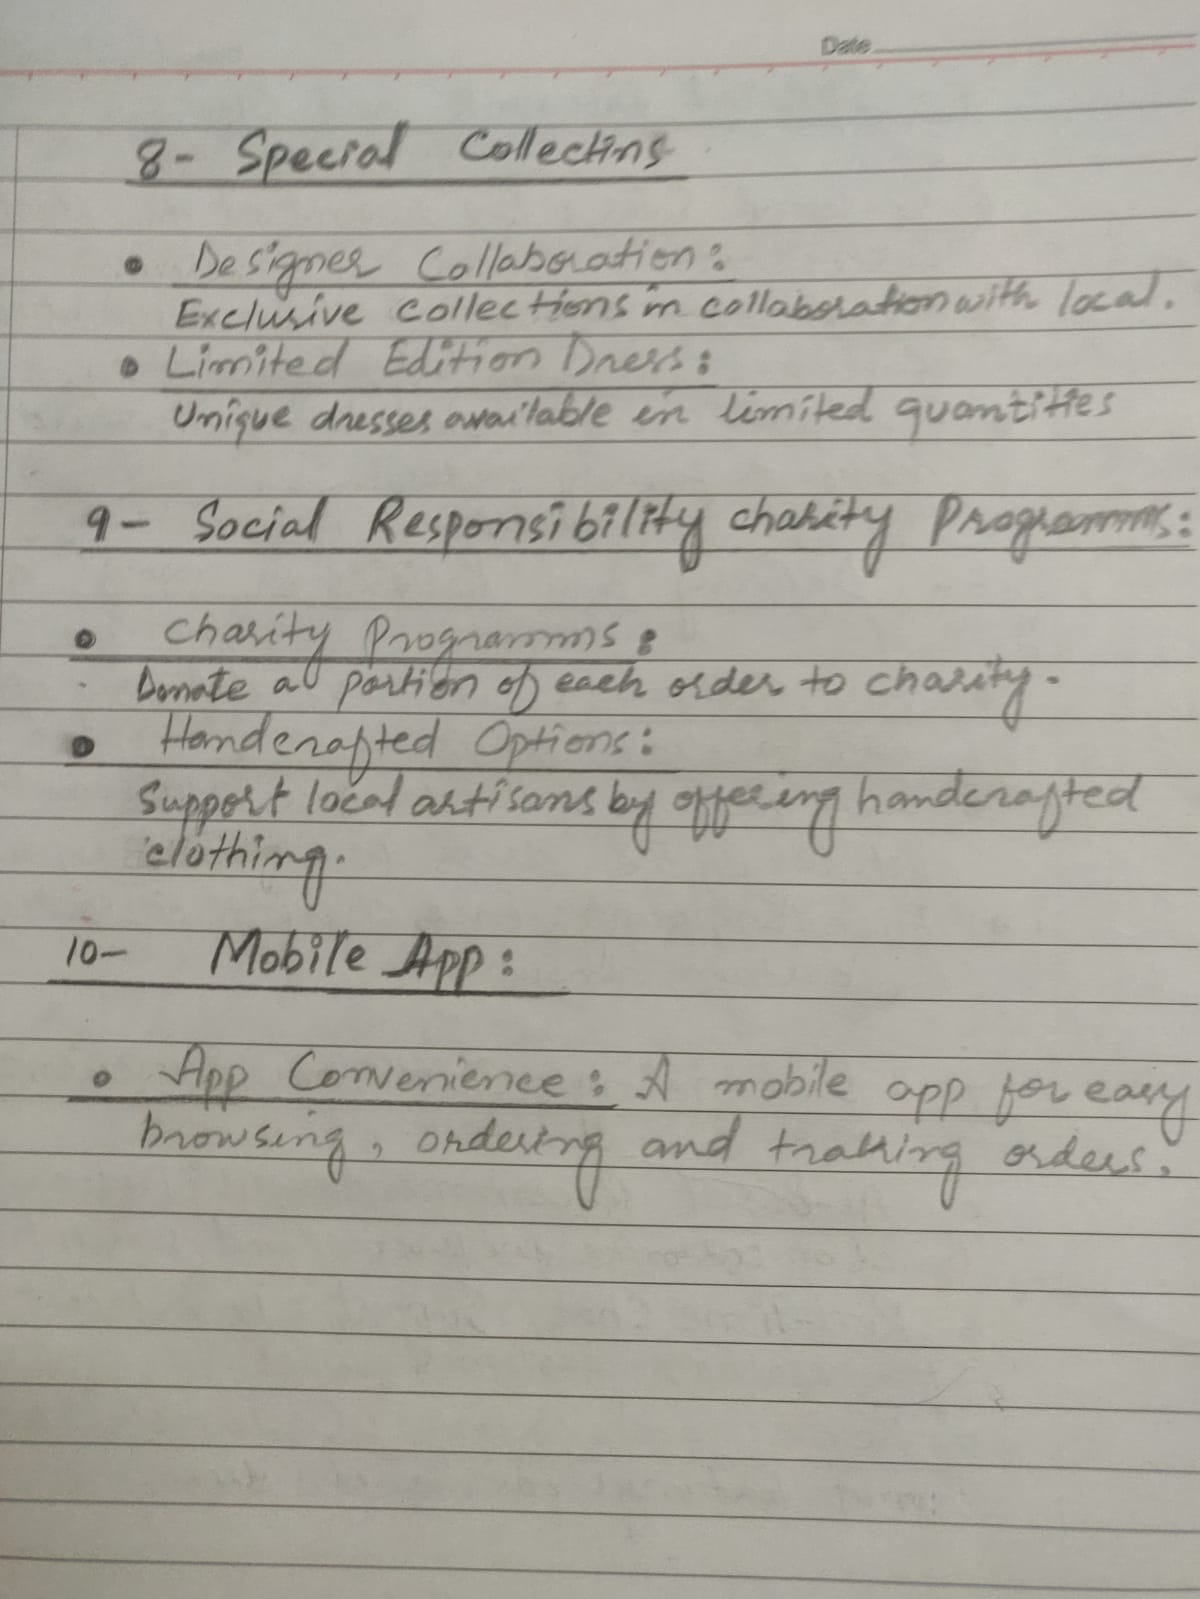 Date
8- Special Collectins
• Designer Collaboration:
Exclusive collections in collaboration with local.
• Limited Edition Dress:
Unique dresses available in limited quantities
9- Social Responsibility charity Programms:
• Charity Programms:
Donate a portion of each order to charity.
• Handcrafted Options:
Support local artisans by offering handcrafted
clothing.
10- Mobile App:
• App Convenience: A mobile app for easy
browsing, ordering and traking orders.